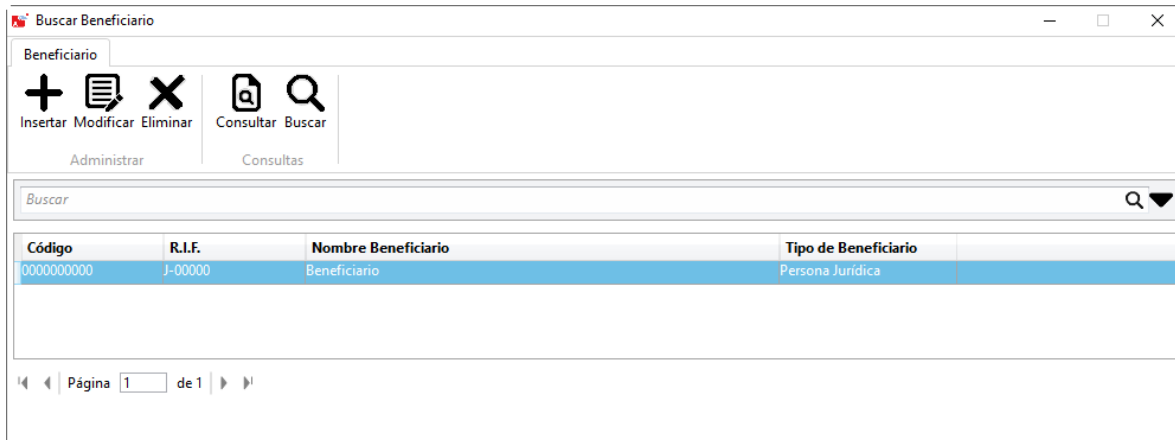 Buscar Beneficiario
Beneficiario
Insertar Modificar Eliminar Consultar Buscar
Administrar Consultas
Buscar
Código R.I.F. Nombre Beneficiario Tipo de Beneficiario
0000000000 J-00000 Beneficiario Persona Jurídica
Página 1 de 1